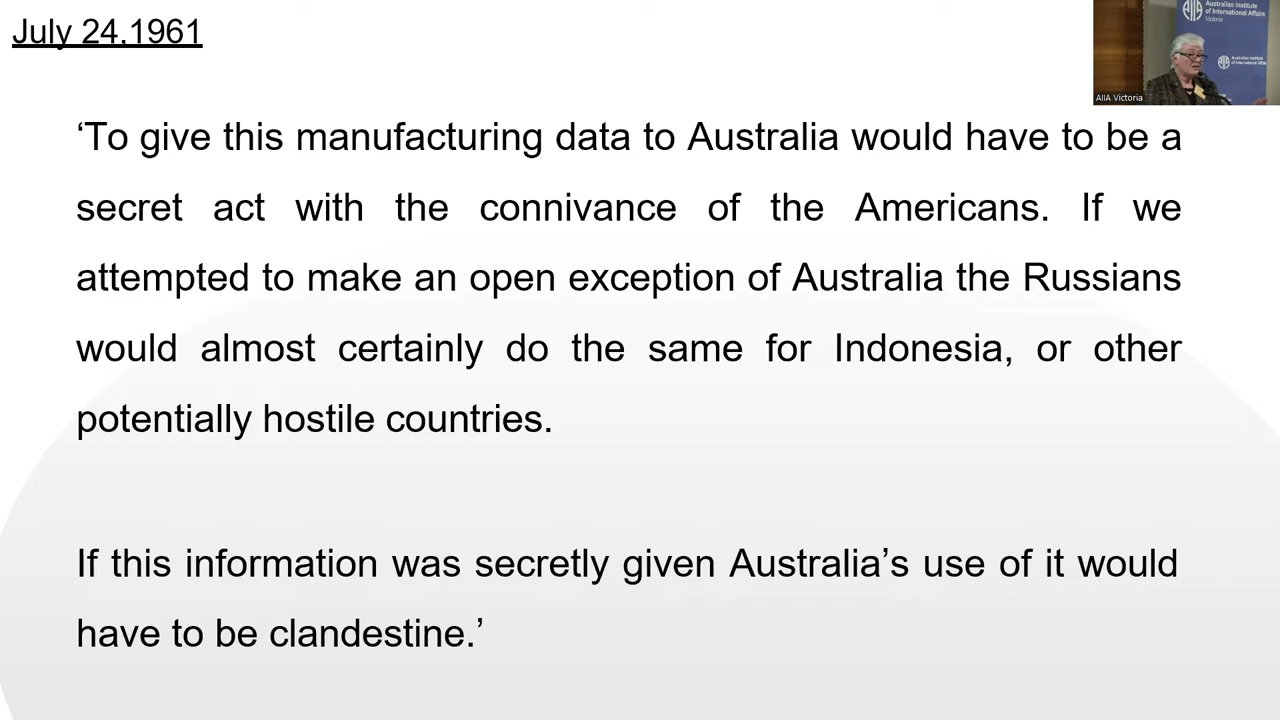 July 24,1961
Australian Institute
of International Affairs
Victoria
AIIA Victoria
‘To give this manufacturing data to Australia would have to be a
secret act with the connivance of the Americans. If we
attempted to make an open exception of Australia the Russians
would almost certainly do the same for Indonesia, or other
potentially hostile countries.
If this information was secretly given Australia’s use of it would
have to be clandestine.’